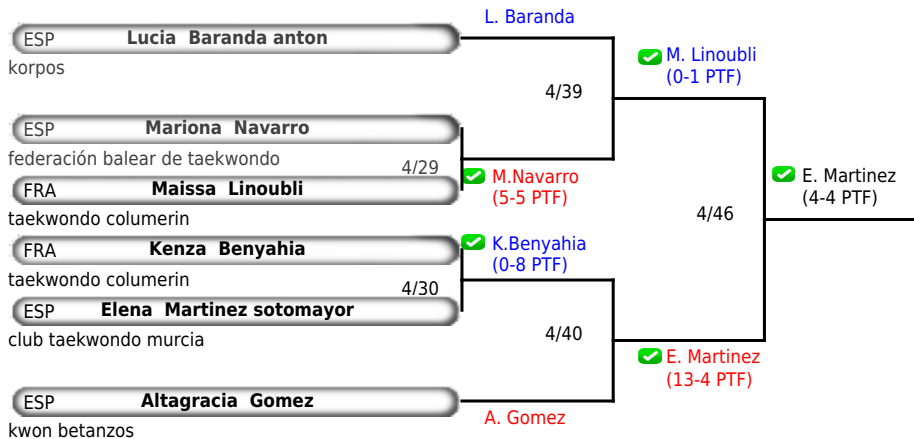 L. Baranda
ESP Lucia Baranda anton
korpos
M. Linoubli
(0-1 PTF)
4/39
ESP Mariona Navarro
federación balear de taekwondo
4/29
M.Navarro
(5-5 PTF)
E. Martinez
(4-4 PTF)
FRA Maissa Linoubli
taekwondo columerin
4/46
FRA Kenza Benyahia
K.Benyahia
(0-8 PTF)
taekwondo columerin
4/30
ESP Elena Martinez sotomayor
club taekwondo murcia
4/40
E. Martinez
(13-4 PTF)
ESP Altagracia Gomez
A. Gomez
kwon betanzos